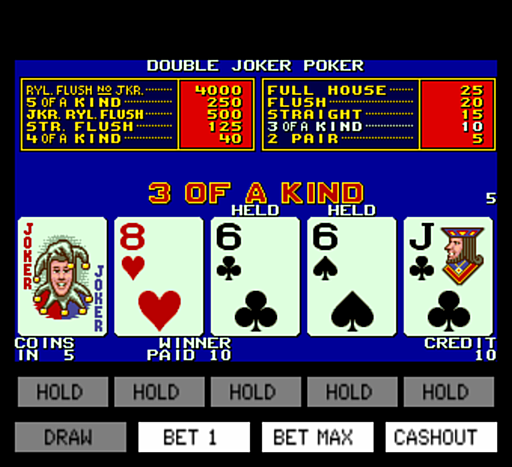 DOUBLE JOKER POKER
RYL. FLUSH NO JKR. 4000
5 OF A KIND 250
JKR. RYL. FLUSH 500
STR. FLUSH 125
4 OF A KIND 40
FULL HOUSE 25
FLUSH 20
STRAIGHT 15
3 OF A KIND 10
2 PAIR 5
3 OF A KIND
HELD HELD
5
JOKER JOKER
8
6
6
J
COINS IN 5
WINNER PAID 10
CREDIT 10
HOLD HOLD HOLD HOLD HOLD
DRAW BET 1 BET MAX CASHOUT